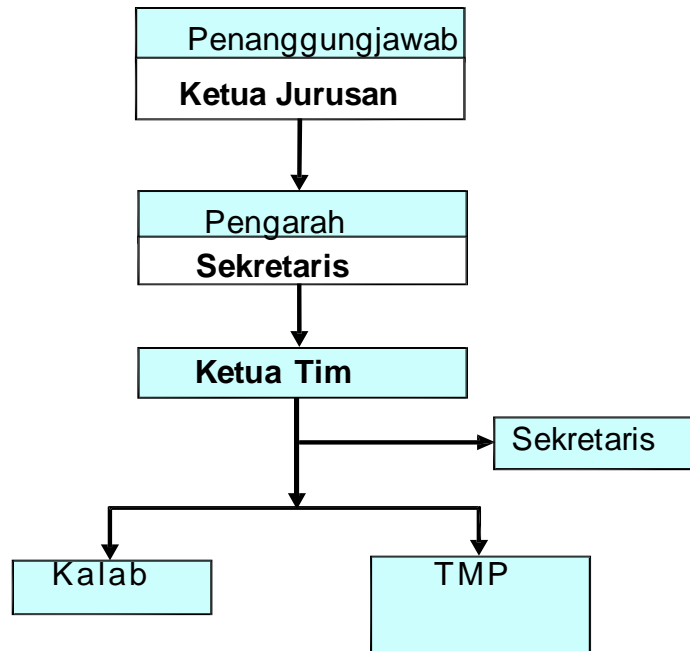 Penanggungjawab
Ketua Jurusan
Pengarah
Sekretaris
Ketua Tim
Sekretaris
Kalab
TMP